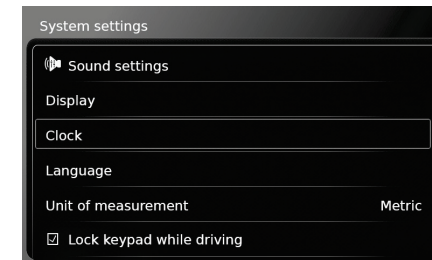 System settings
Sound settings
Display
Clock
Language
Unit of measurement Metric
Lock keypad while driving